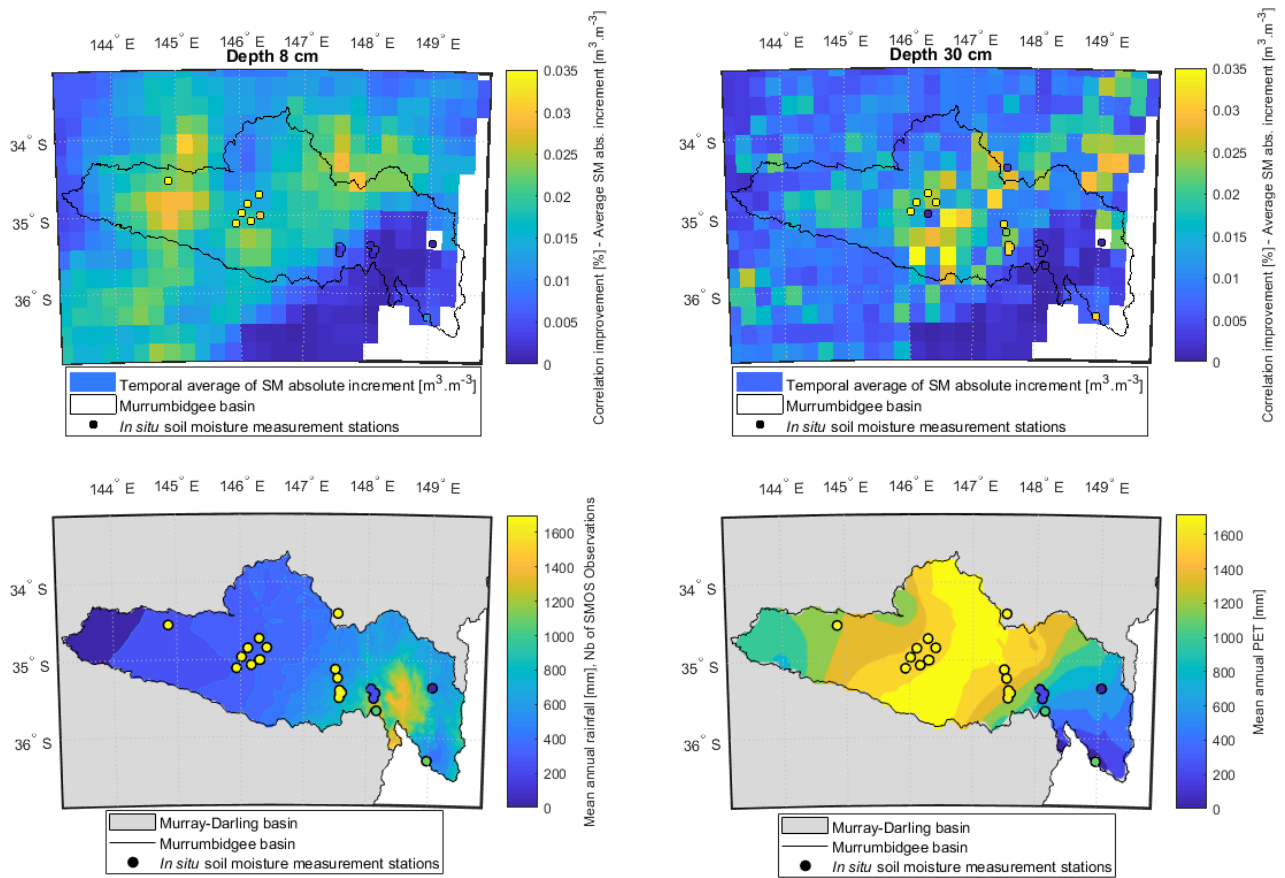 144° E 145° E 146° E 147° E 148° E 149° E
Depth 8 cm
34° S
35° S
36° S
0.035
0.03
0.025
0.02
0.015
0.01
0.005
0
Correlation improvement [%] - Average SM abs. increment [m³.m⁻³]
Temporal average of SM absolute increment [m³.m⁻³]
Murrumbidgee basin
In situ soil moisture measurement stations
144° E 145° E 146° E 147° E 148° E 149° E
Depth 30 cm
34° S
35° S
36° S
0.035
0.03
0.025
0.02
0.015
0.01
0.005
0
Correlation improvement [%] - Average SM abs. increment [m³.m⁻³]
Temporal average of SM absolute increment [m³.m⁻³]
Murrumbidgee basin
In situ soil moisture measurement stations
144° E 145° E 146° E 147° E 148° E 149° E
34° S
35° S
36° S
1600
1400
1200
1000
800
600
400
200
0
Mean annual rainfall [mm], Nb of SMOS Observations
Murray-Darling basin
Murrumbidgee basin
In situ soil moisture measurement stations
144° E 145° E 146° E 147° E 148° E 149° E
34° S
35° S
36° S
1600
1400
1200
1000
800
600
400
200
0
Mean annual PET [mm]
Murray-Darling basin
Murrumbidgee basin
In situ soil moisture measurement stations